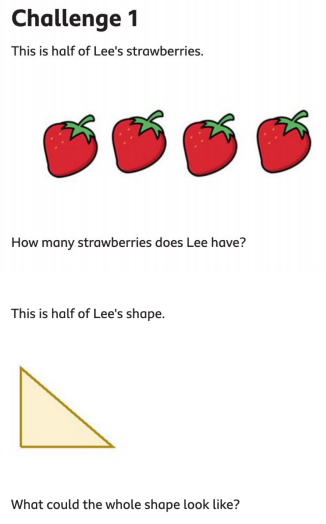 Challenge 1
This is half of Lee's strawberries.
How many strawberries does Lee have?
This is half of Lee's shape.
What could the whole shape look like?